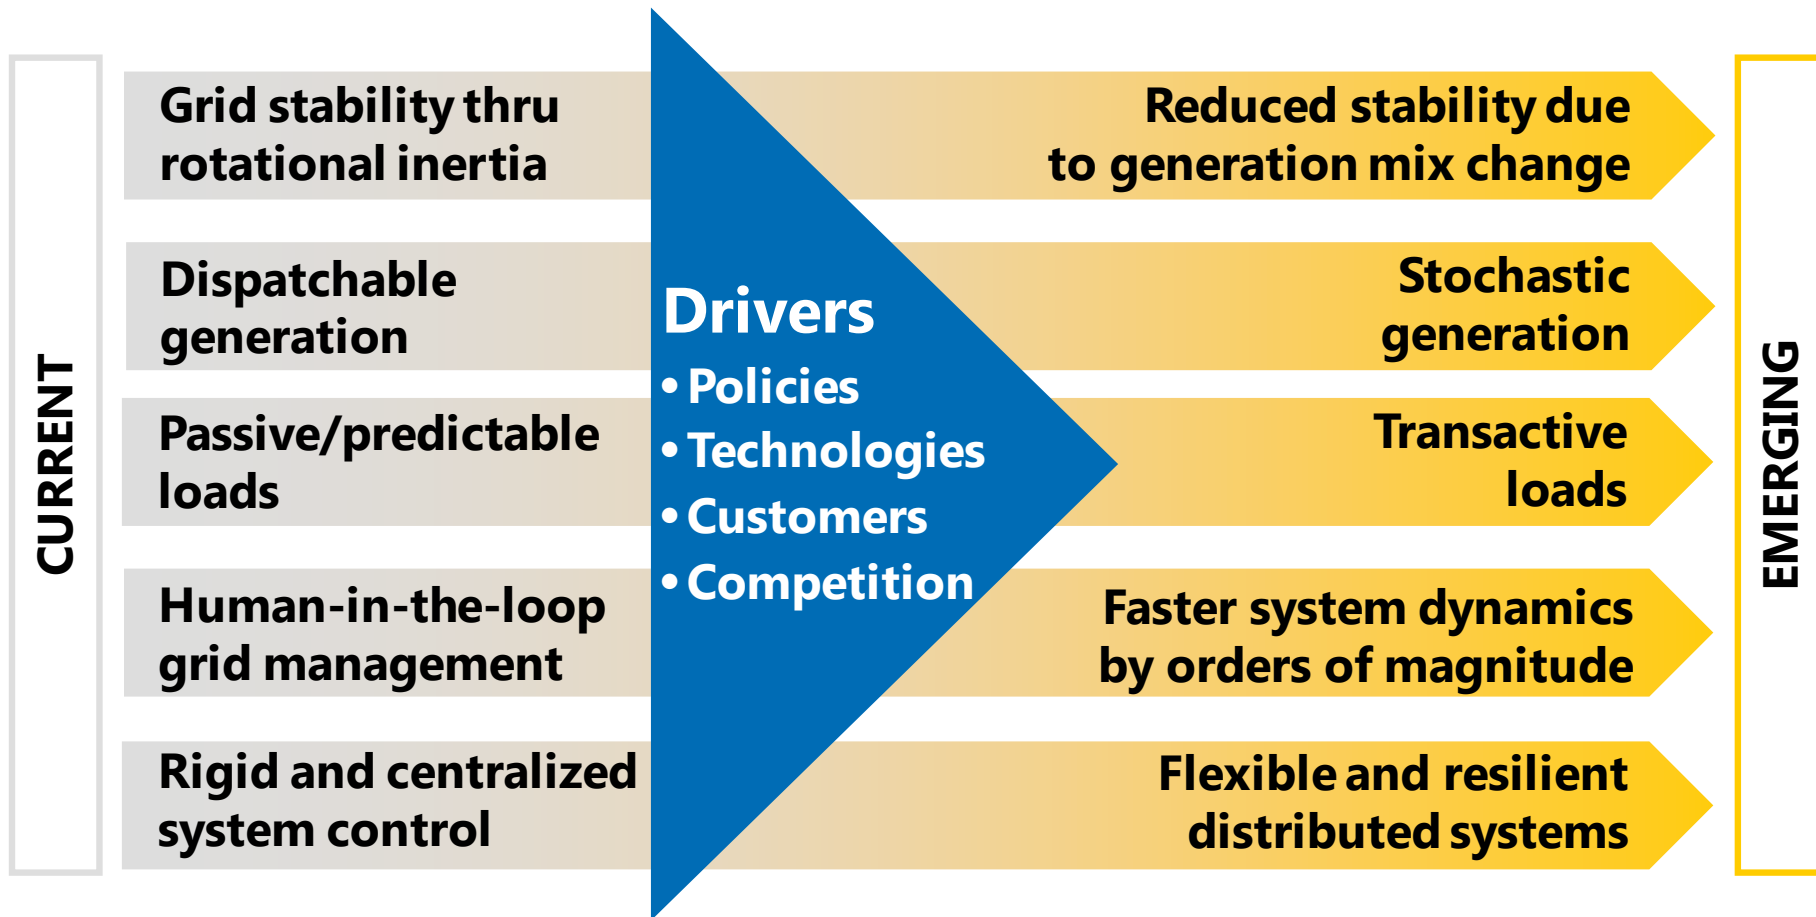 CURRENT
Grid stability thru
rotational inertia
Dispatchable
generation
Passive/predictable
loads
Human-in-the-loop
grid management
Rigid and centralized
system control
Drivers
• Policies
• Technologies
• Customers
• Competition
Reduced stability due
to generation mix change
Stochastic
generation
Transactive
loads
Faster system dynamics
by orders of magnitude
Flexible and resilient
distributed systems
EMERGING